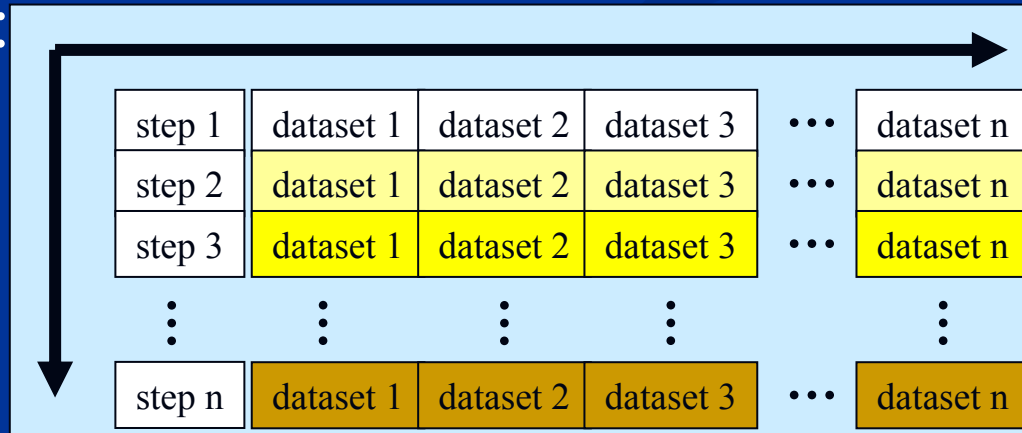 step 1 dataset 1 dataset 2 dataset 3 ••• dataset n
step 2 dataset 1 dataset 2 dataset 3 ••• dataset n
step 3 dataset 1 dataset 2 dataset 3 ••• dataset n
step n dataset 1 dataset 2 dataset 3 ••• dataset n